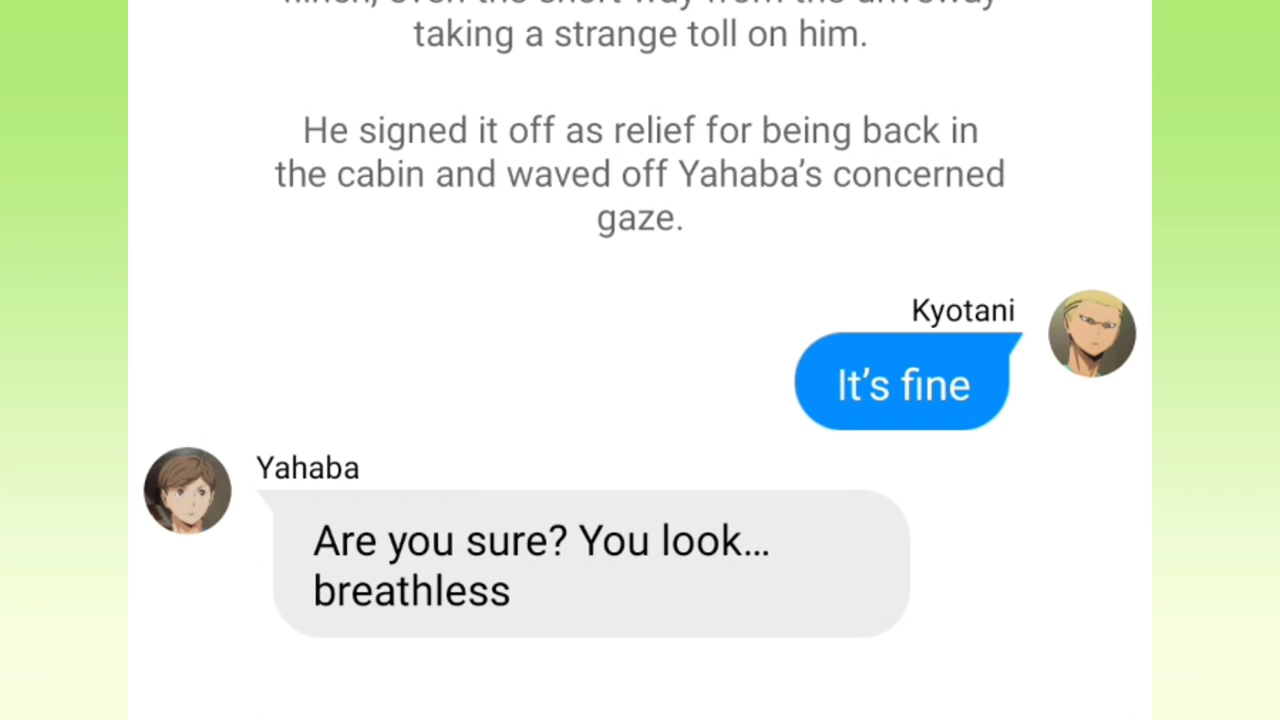 taking a strange toll on him.
He signed it off as relief for being back in
the cabin and waved off Yahaba’s concerned
gaze.
Kyotani
It’s fine
Yahaba
Are you sure? You look…
breathless